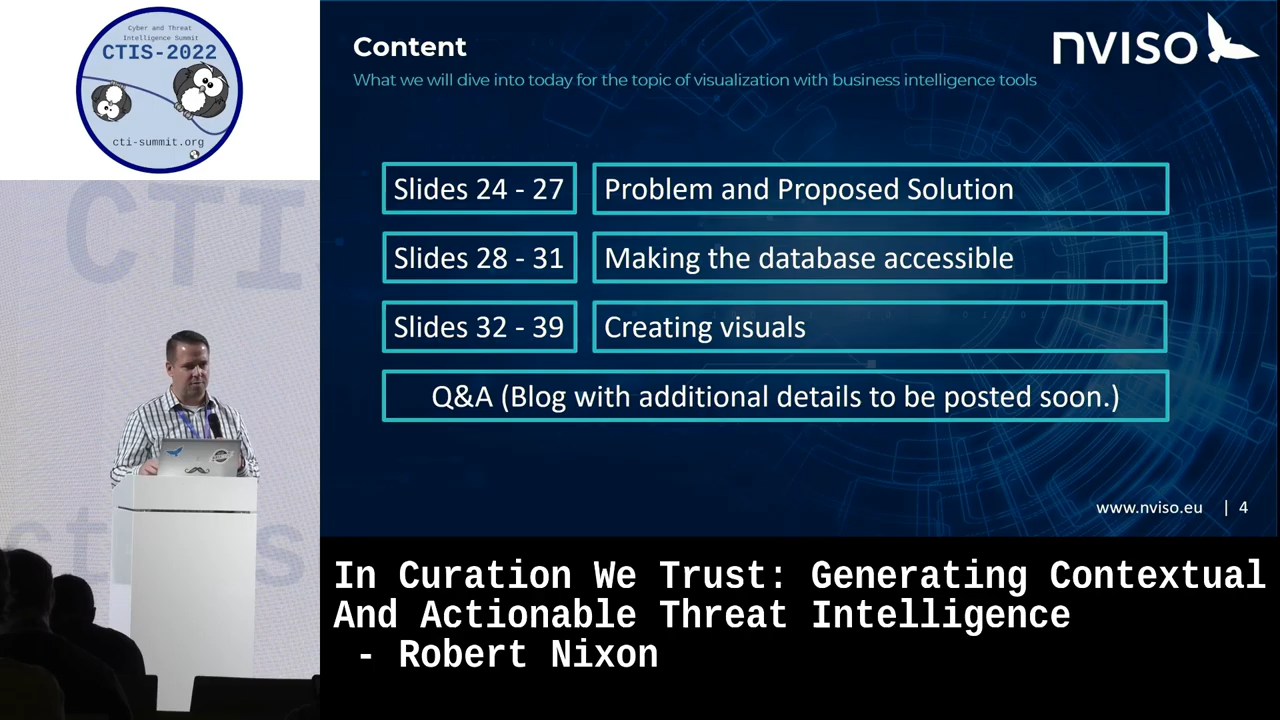 Cyber and Threat
Intelligence Summit
CTIS-2022
cti-summit.org
CTI
Content
What we will dive into today for the topic of visualization with business intelligence tools
nviso
Slides 24 - 27
Problem and Proposed Solution
Slides 28 - 31
Making the database accessible
Slides 32 - 39
Creating visuals
Q&A (Blog with additional details to be posted soon.)
www.nviso.eu | 4
In Curation We Trust: Generating Contextual
And Actionable Threat Intelligence
- Robert Nixon